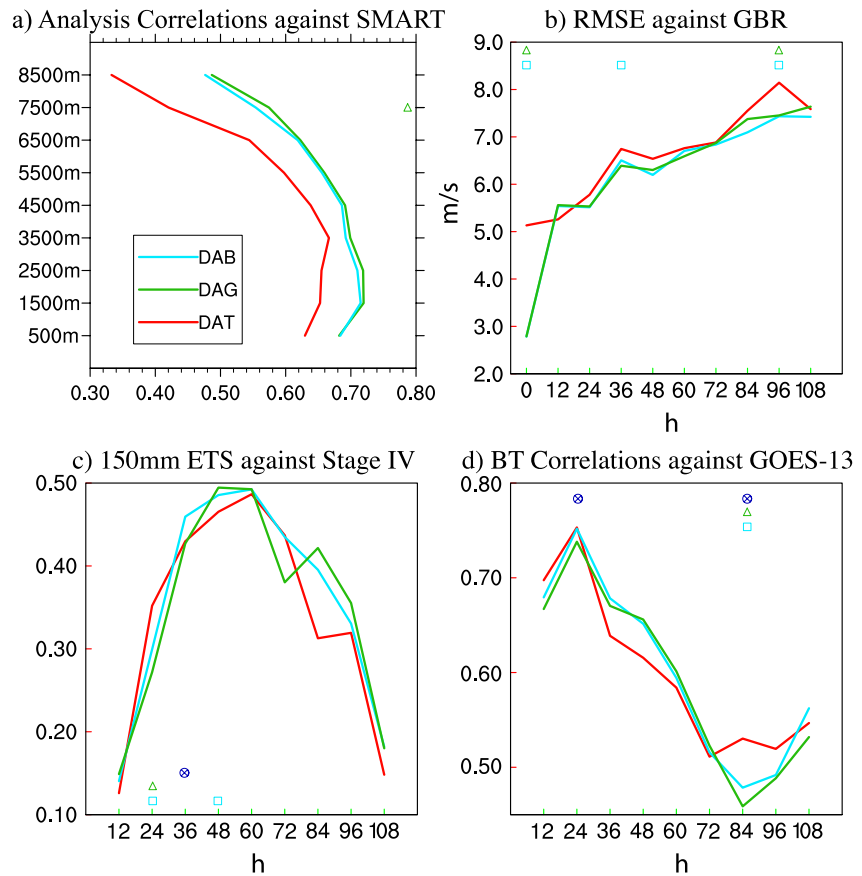 a) Analysis Correlations against SMART
8500m
7500m
6500m
5500m
4500m
3500m
2500m
1500m
500m
DAB
DAG
DAT
0.30 0.40 0.50 0.60 0.70 0.80
b) RMSE against GBR
9.0
8.0
7.0
6.0
5.0
4.0
3.0
2.0
m/s
0 12 24 36 48 60 72 84 96 108
h
c) 150mm ETS against Stage IV
0.50
0.40
0.30
0.20
0.10
12 24 36 48 60 72 84 96 108
h
d) BT Correlations against GOES-13
0.80
0.70
0.60
0.50
12 24 36 48 60 72 84 96 108
h